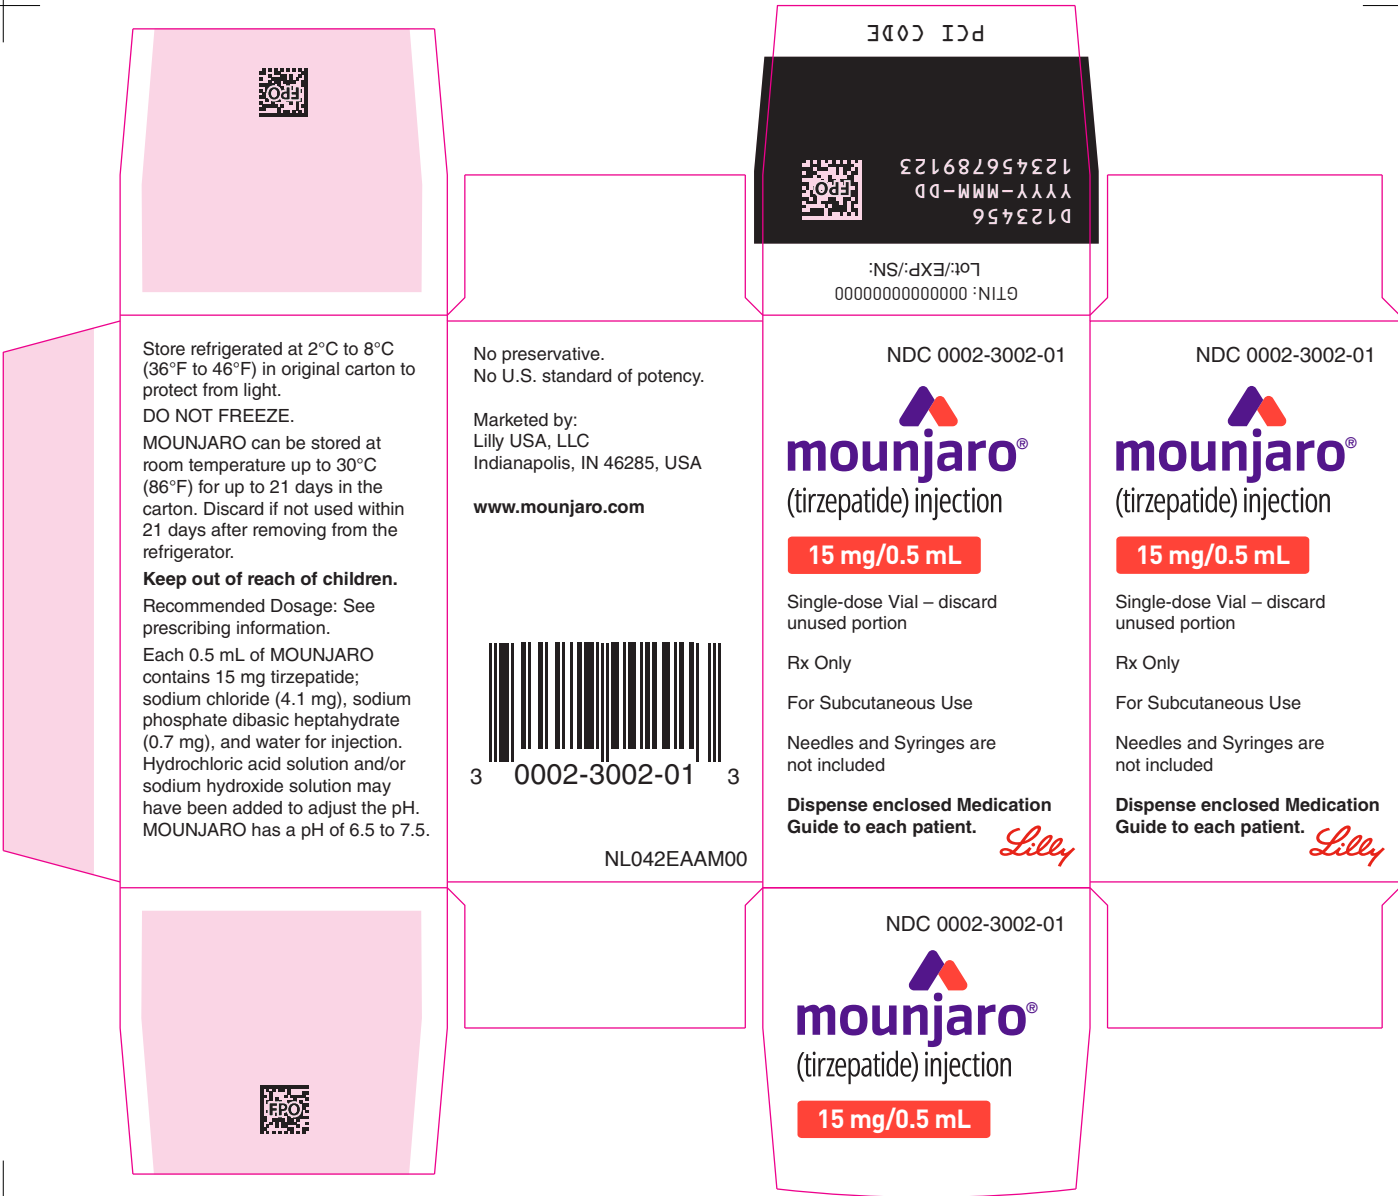 PCI CODE
D123456
YYYY-MMM-DD
123456789123
FPO
GTIN: 00000000000000
Lot:/EXP:/SN:
FPO
Store refrigerated at 2°C to 8°C
(36°F to 46°F) in original carton to
protect from light.
DO NOT FREEZE.
MOUNJARO can be stored at
room temperature up to 30°C
(86°F) for up to 21 days in the
carton. Discard if not used within
21 days after removing from the
refrigerator.
Keep out of reach of children.
Recommended Dosage: See
prescribing information.
Each 0.5 mL of MOUNJARO
contains 15 mg tirzepatide;
sodium chloride (4.1 mg), sodium
phosphate dibasic heptahydrate
(0.7 mg), and water for injection.
Hydrochloric acid solution and/or
sodium hydroxide solution may
have been added to adjust the pH.
MOUNJARO has a pH of 6.5 to 7.5.
FPO
No preservative.
No U.S. standard of potency.
Marketed by:
Lilly USA, LLC
Indianapolis, IN 46285, USA
www.mounjaro.com
3 0002-3002-01 3
NL042EAAM00
NDC 0002-3002-01
mounjaro®
(tirzepatide) injection
15 mg/0.5 mL
Single-dose Vial – discard
unused portion
Rx Only
For Subcutaneous Use
Needles and Syringes are
not included
Dispense enclosed Medication
Guide to each patient.
Lilly
NDC 0002-3002-01
mounjaro®
(tirzepatide) injection
15 mg/0.5 mL
Single-dose Vial – discard
unused portion
Rx Only
For Subcutaneous Use
Needles and Syringes are
not included
Dispense enclosed Medication
Guide to each patient.
Lilly
NDC 0002-3002-01
mounjaro®
(tirzepatide) injection
15 mg/0.5 mL